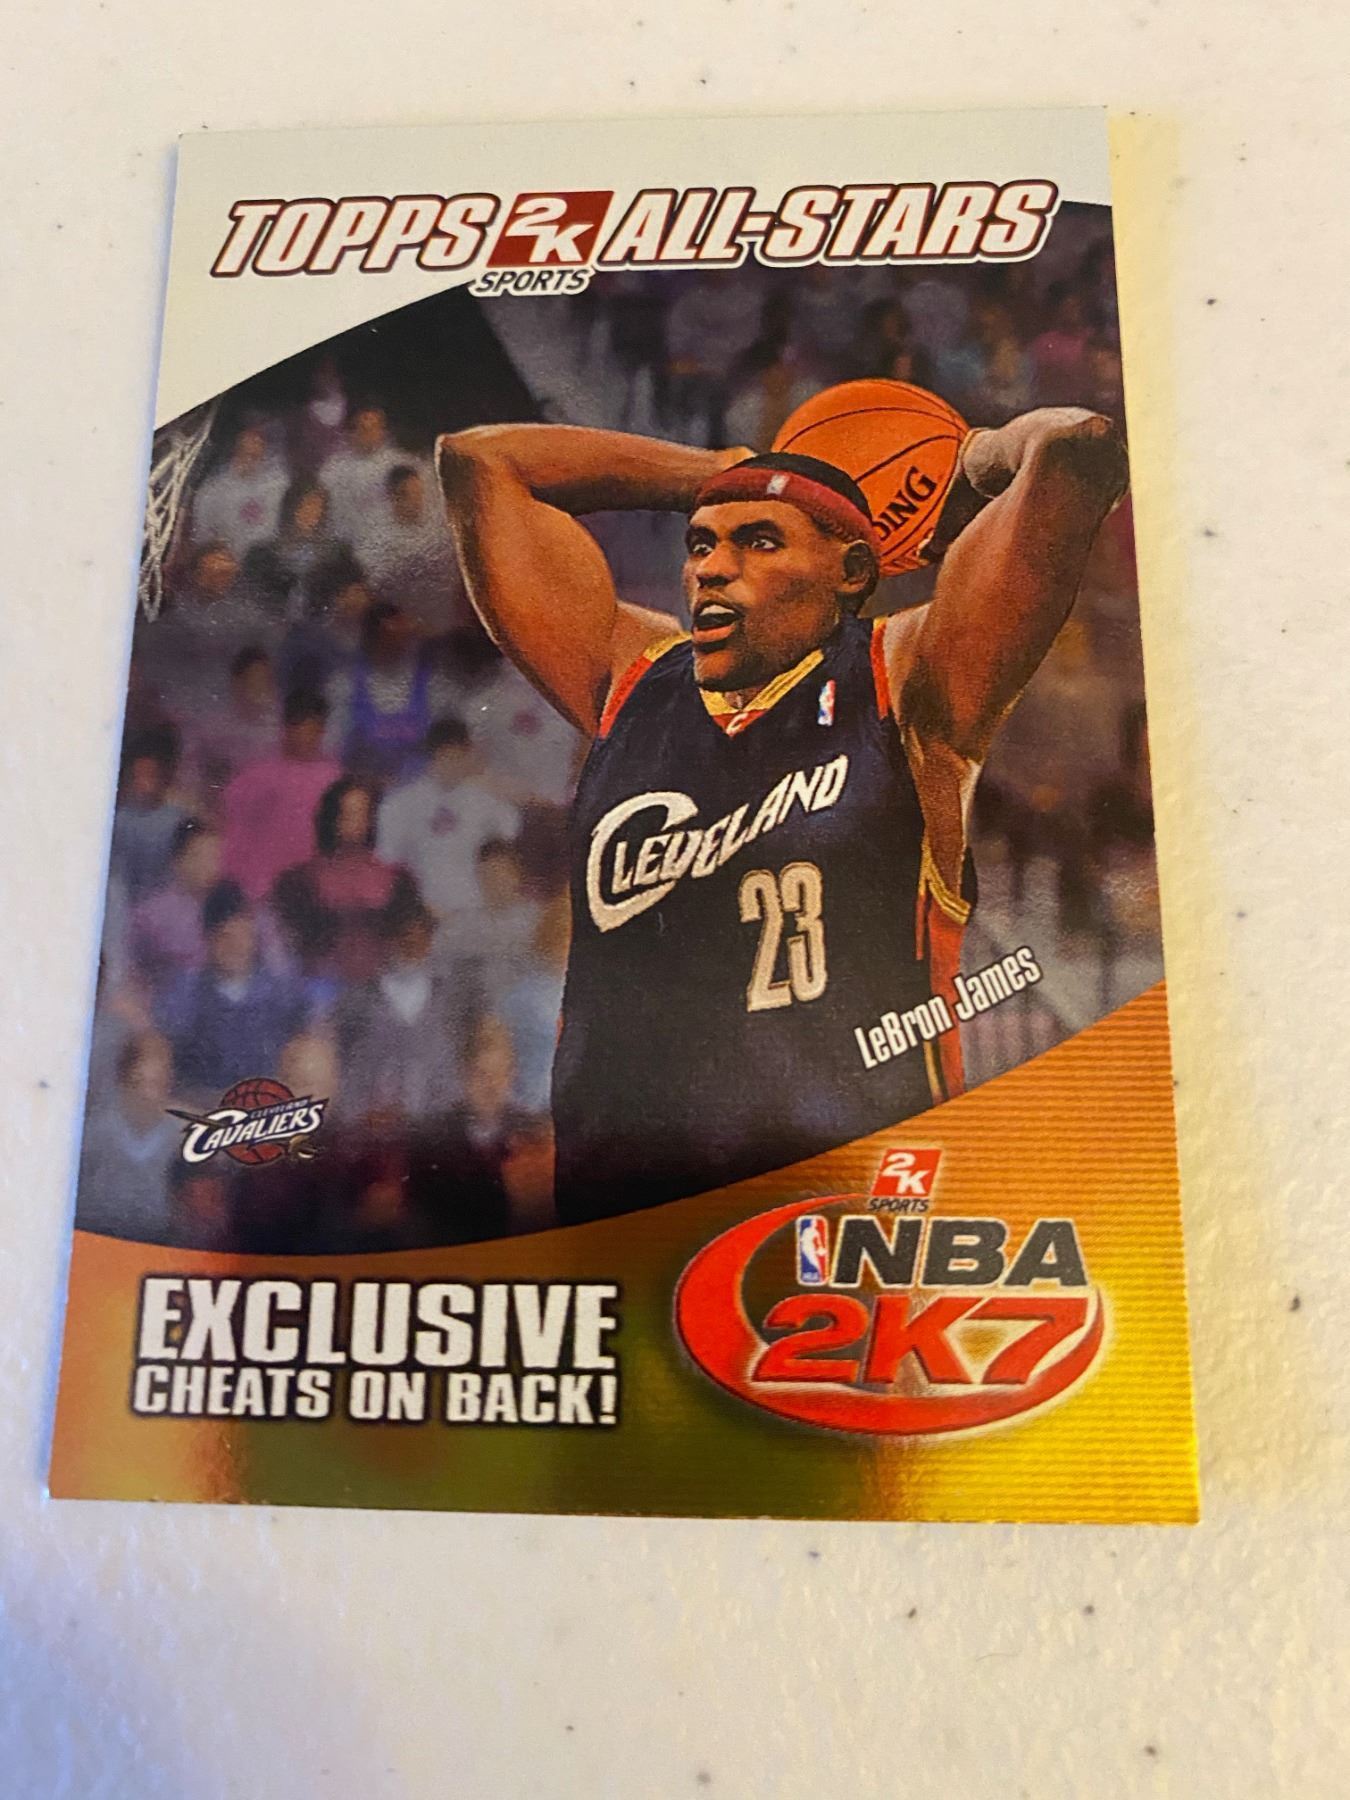 TOPPS 2K ALL-STARS
SPORTS
DING
CLEVELAND
23
LeBron James
CLEVELAND
CAVALIERS
2K
SPORTS
NBA
2K7
EXCLUSIVE
CHEATS ON BACK!